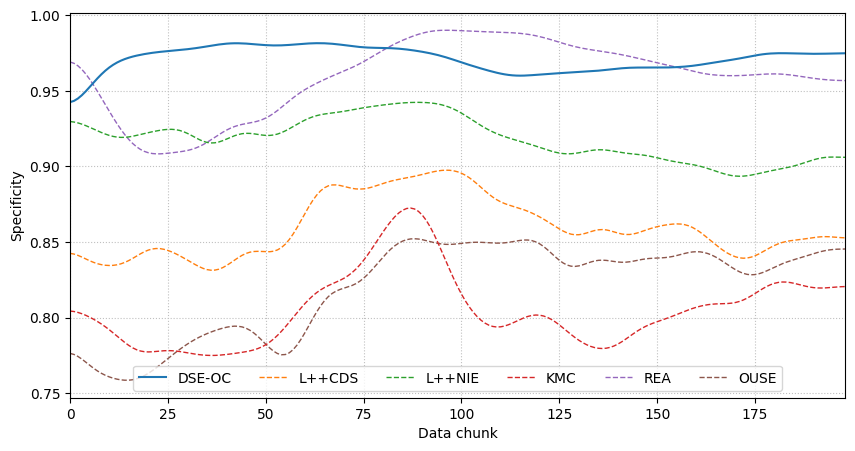 1.00
0.95
0.90
0.85
0.80
0.75
Specificity
DSE-OC L++CDS L++NIE KMC REA OUSE
0 25 50 75 100 125 150 175
Data chunk